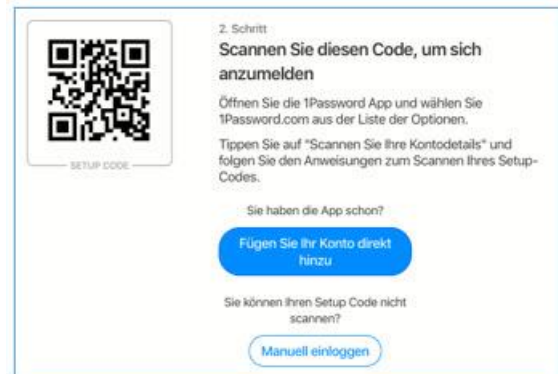 SETUP CODE
2. Schritt
Scannen Sie diesen Code, um sich
anzumelden
Öffnen Sie die 1Password App und wählen Sie
1Password.com aus der Liste der Optionen.
Tippen Sie auf "Scannen Sie Ihre Kontodetails" und
folgen Sie den Anweisungen zum Scannen Ihres Setup-
Codes.
Sie haben die App schon?
Fügen Sie Ihr Konto direkt
hinzu
Sie können Ihren Setup Code nicht
scannen?
Manuell einloggen